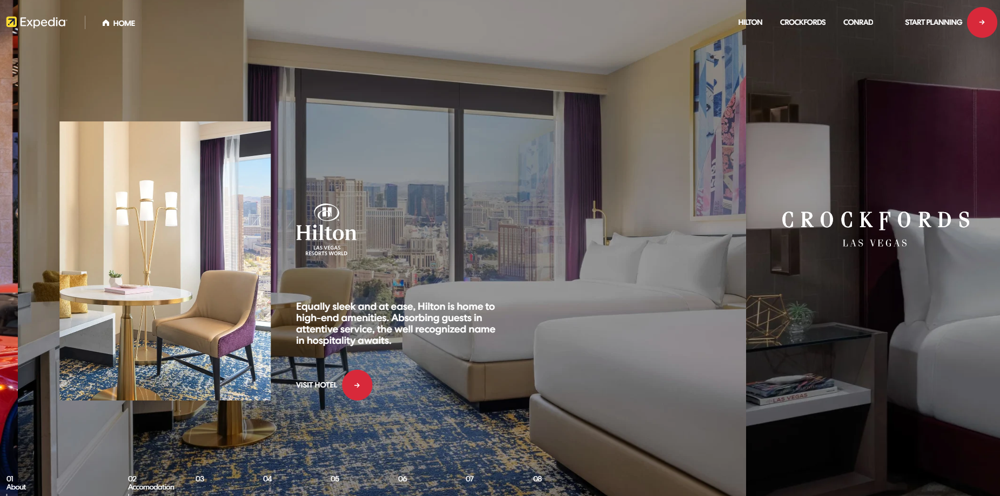 Expedia
HOME
HILTON
CROCKFORDS
CONRAD
START PLANNING
Hilton
LAS VEGAS
RESORTS WORLD
CROCKFORDS
LAS VEGAS
Equally sleek and at ease, Hilton is home to
high-end amenities. Absorbing guests in
attentive service, the well recognized name
in hospitality awaits.
VISIT HOTEL
LAS VEGAS
01
About
02
Accomodation
03
04
05
06
07
08